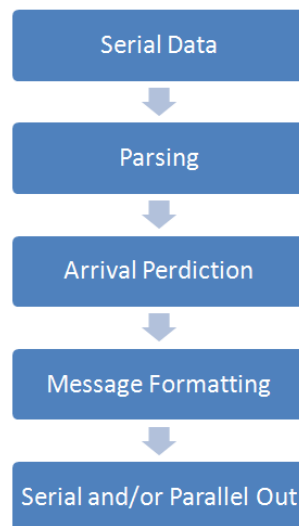 Serial Data
Parsing
Arrival Perdiction
Message Formatting
Serial and/or Parallel Out